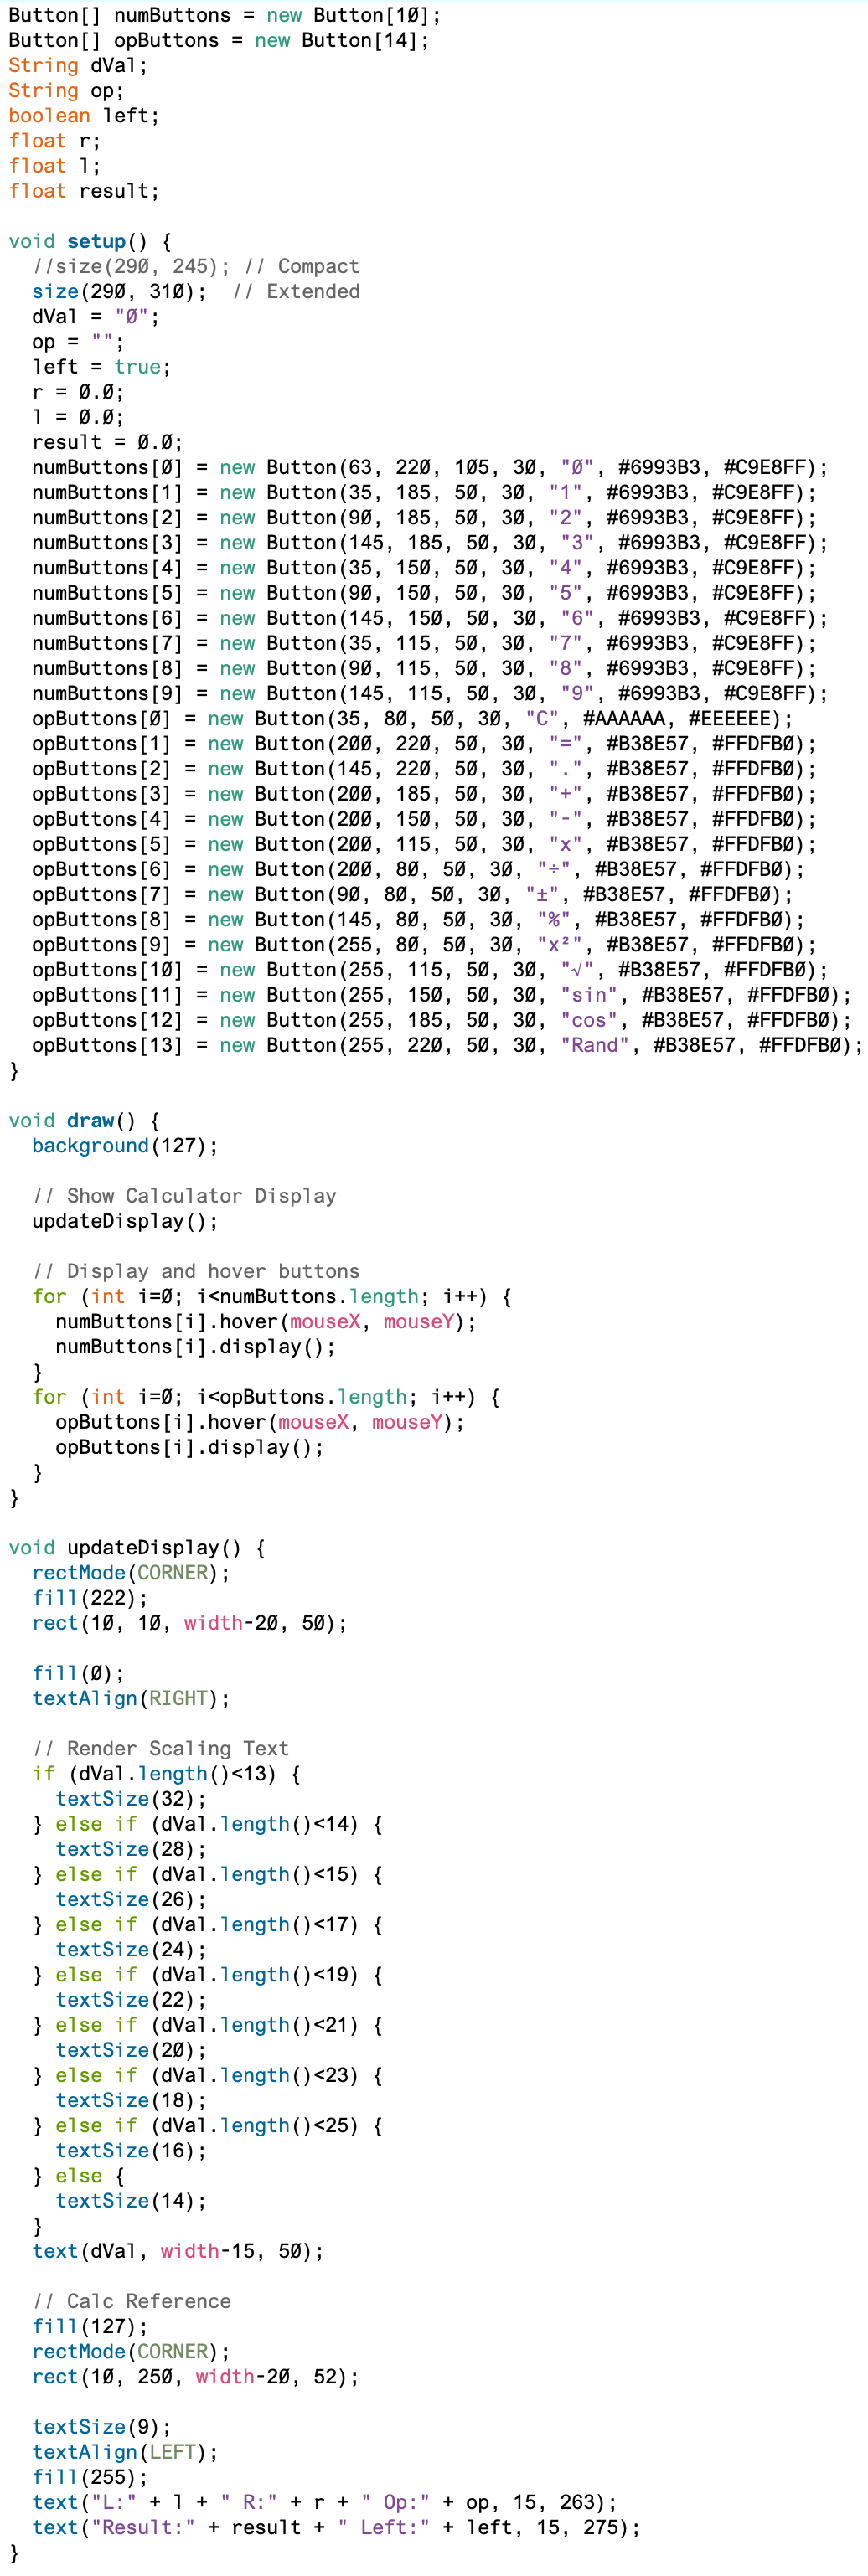 Button[] numButtons = new Button[10];
Button[] opButtons = new Button[14];
String dVal;
String op;
boolean left;
float r;
float l;
float result;

void setup() {
  //size(290, 245); // Compact
  size(290, 310);  // Extended
  dVal = "0";
  op = "";
  left = true;
  r = 0.0;
  l = 0.0;
  result = 0.0;
  numButtons[0] = new Button(63, 220, 105, 30, "0", #6993B3, #C9E8FF);
  numButtons[1] = new Button(35, 185, 50, 30, "1", #6993B3, #C9E8FF);
  numButtons[2] = new Button(90, 185, 50, 30, "2", #6993B3, #C9E8FF);
  numButtons[3] = new Button(145, 185, 50, 30, "3", #6993B3, #C9E8FF);
  numButtons[4] = new Button(35, 150, 50, 30, "4", #6993B3, #C9E8FF);
  numButtons[5] = new Button(90, 150, 50, 30, "5", #6993B3, #C9E8FF);
  numButtons[6] = new Button(145, 150, 50, 30, "6", #6993B3, #C9E8FF);
  numButtons[7] = new Button(35, 115, 50, 30, "7", #6993B3, #C9E8FF);
  numButtons[8] = new Button(90, 115, 50, 30, "8", #6993B3, #C9E8FF);
  numButtons[9] = new Button(145, 115, 50, 30, "9", #6993B3, #C9E8FF);
  opButtons[0] = new Button(35, 80, 50, 30, "C", #AAAAAA, #EEEEEE);
  opButtons[1] = new Button(200, 220, 50, 30, "=", #B38E57, #FFDFB0);
  opButtons[2] = new Button(145, 220, 50, 30, ".", #B38E57, #FFDFB0);
  opButtons[3] = new Button(200, 185, 50, 30, "+", #B38E57, #FFDFB0);
  opButtons[4] = new Button(200, 150, 50, 30, "-", #B38E57, #FFDFB0);
  opButtons[5] = new Button(200, 115, 50, 30, "x", #B38E57, #FFDFB0);
  opButtons[6] = new Button(200, 80, 50, 30, "÷", #B38E57, #FFDFB0);
  opButtons[7] = new Button(90, 80, 50, 30, "±", #B38E57, #FFDFB0);
  opButtons[8] = new Button(145, 80, 50, 30, "%", #B38E57, #FFDFB0);
  opButtons[9] = new Button(255, 80, 50, 30, "x²", #B38E57, #FFDFB0);
  opButtons[10] = new Button(255, 115, 50, 30, "√", #B38E57, #FFDFB0);
  opButtons[11] = new Button(255, 150, 50, 30, "sin", #B38E57, #FFDFB0);
  opButtons[12] = new Button(255, 185, 50, 30, "cos", #B38E57, #FFDFB0);
  opButtons[13] = new Button(255, 220, 50, 30, "Rand", #B38E57, #FFDFB0);
}

void draw() {
  background(127);

  // Show Calculator Display
  updateDisplay();

  // Display and hover buttons
  for (int i=0; i<numButtons.length; i++) {
    numButtons[i].hover(mouseX, mouseY);
    numButtons[i].display();
  }
  for (int i=0; i<opButtons.length; i++) {
    opButtons[i].hover(mouseX, mouseY);
    opButtons[i].display();
  }
}

void updateDisplay() {
  rectMode(CORNER);
  fill(222);
  rect(10, 10, width-20, 50);

  fill(0);
  textAlign(RIGHT);

  // Render Scaling Text
  if (dVal.length()<13) {
    textSize(32);
  } else if (dVal.length()<14) {
    textSize(28);
  } else if (dVal.length()<15) {
    textSize(26);
  } else if (dVal.length()<17) {
    textSize(24);
  } else if (dVal.length()<19) {
    textSize(22);
  } else if (dVal.length()<21) {
    textSize(20);
  } else if (dVal.length()<23) {
    textSize(18);
  } else if (dVal.length()<25) {
    textSize(16);
  } else {
    textSize(14);
  }
  text(dVal, width-15, 50);

  // Calc Reference
  fill(127);
  rectMode(CORNER);
  rect(10, 250, width-20, 52);

  textSize(9);
  textAlign(LEFT);
  fill(255);
  text("L:" + l + " R:" + r + " Op:" + op, 15, 263);
  text("Result:" + result + " Left:" + left, 15, 275);
}